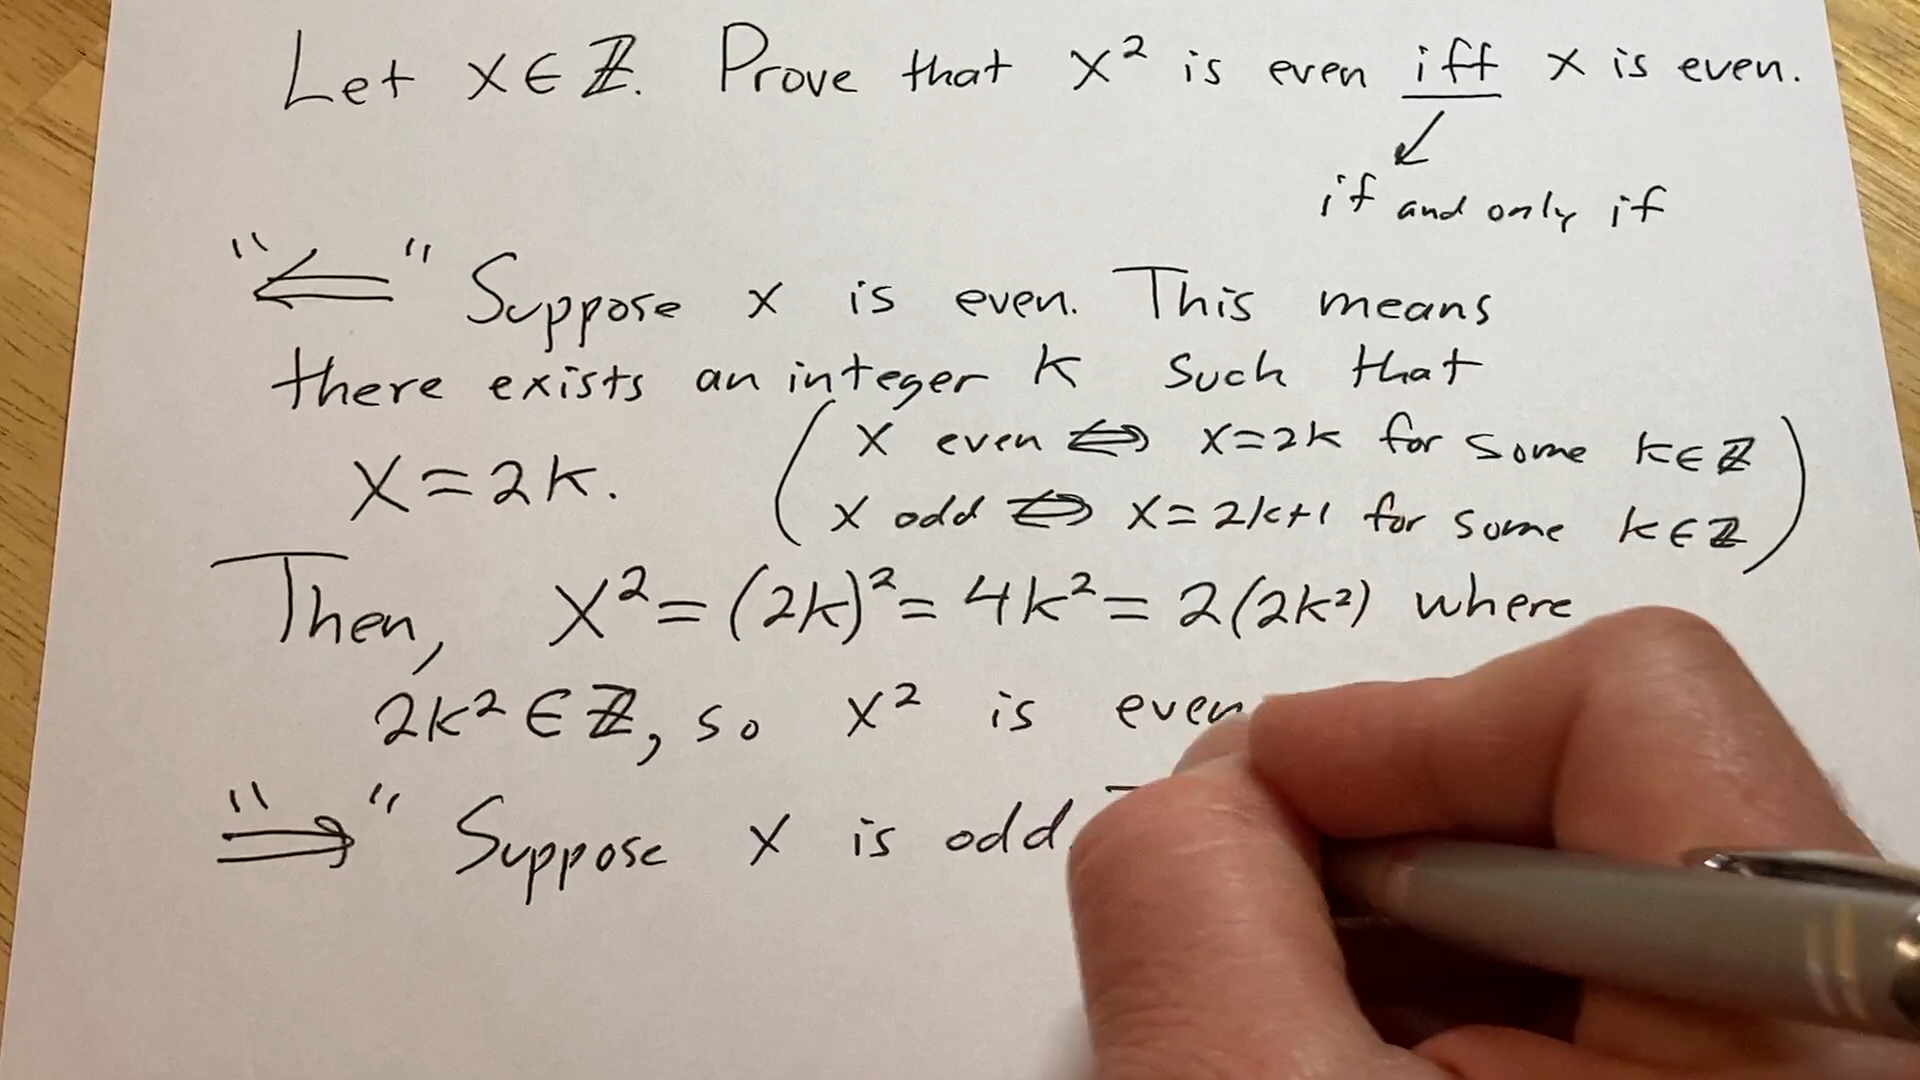 Let x∈ℤ. Prove that x² is even iff x is even.
↙
if and only if
"⟸" Suppose x is even. This means
there exists an integer k such that
x=2k.
(x even ⟺ x=2k for some k∈ℤ
x odd ⟺ x=2k+1 for some k∈ℤ)
Then, x²=(2k)²=4k²=2(2k²) where
2k²∈ℤ, so x² is even
"⟹" Suppose x is odd.